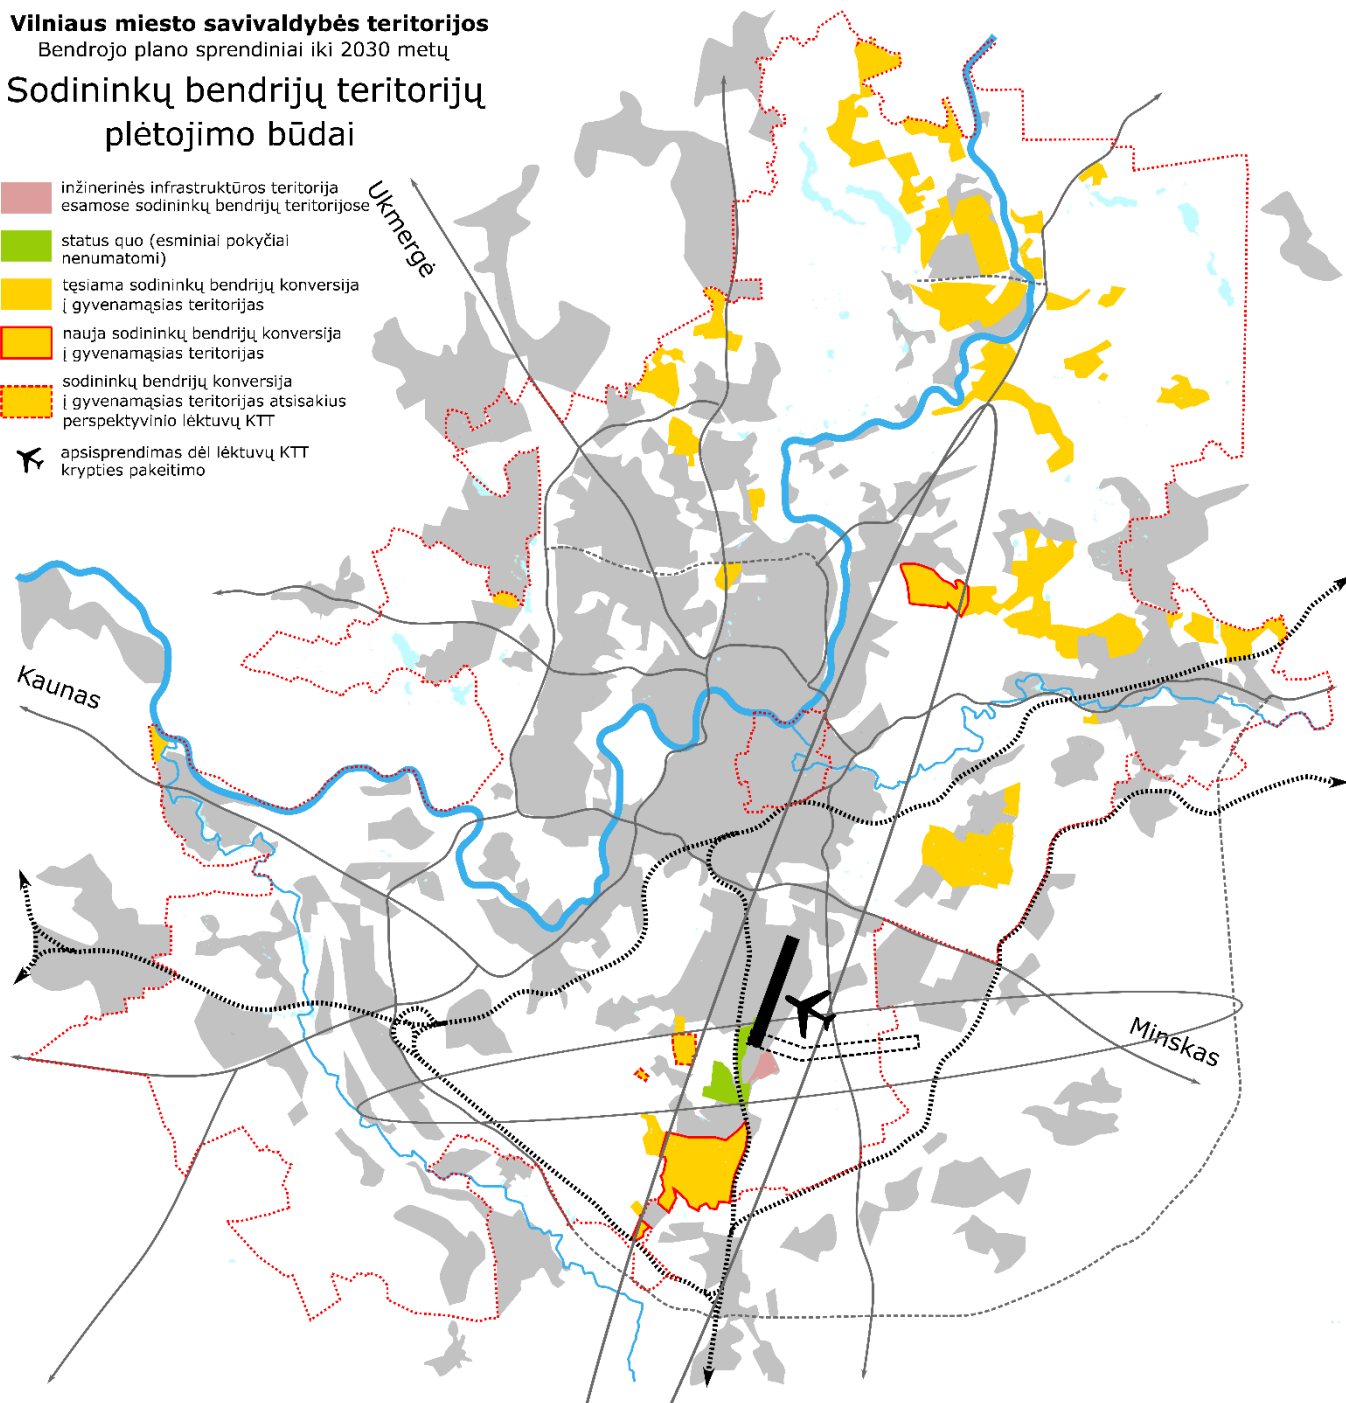 Vilniaus miesto savivaldybės teritorijos
Bendrojo plano sprendiniai iki 2030 metų
Sodininkų bendrijų teritorijų
plėtojimo būdai
inžinerinės infrastruktūros teritorija
esamose sodininkų bendrijų teritorijose
status quo (esminiai pokyčiai
nenumatomi)
tęsiama sodininkų bendrijų konversija
į gyvenamąsias teritorijas
nauja sodininkų bendrijų konversija
į gyvenamąsias teritorijas
sodininkų bendrijų konversija
į gyvenamąsias teritorijas atsisakius
perspektyvinio lėktuvų KTT
apsisprendimas dėl lėktuvų KTT
krypties pakeitimo
Ukmergė
Kaunas
Minskas